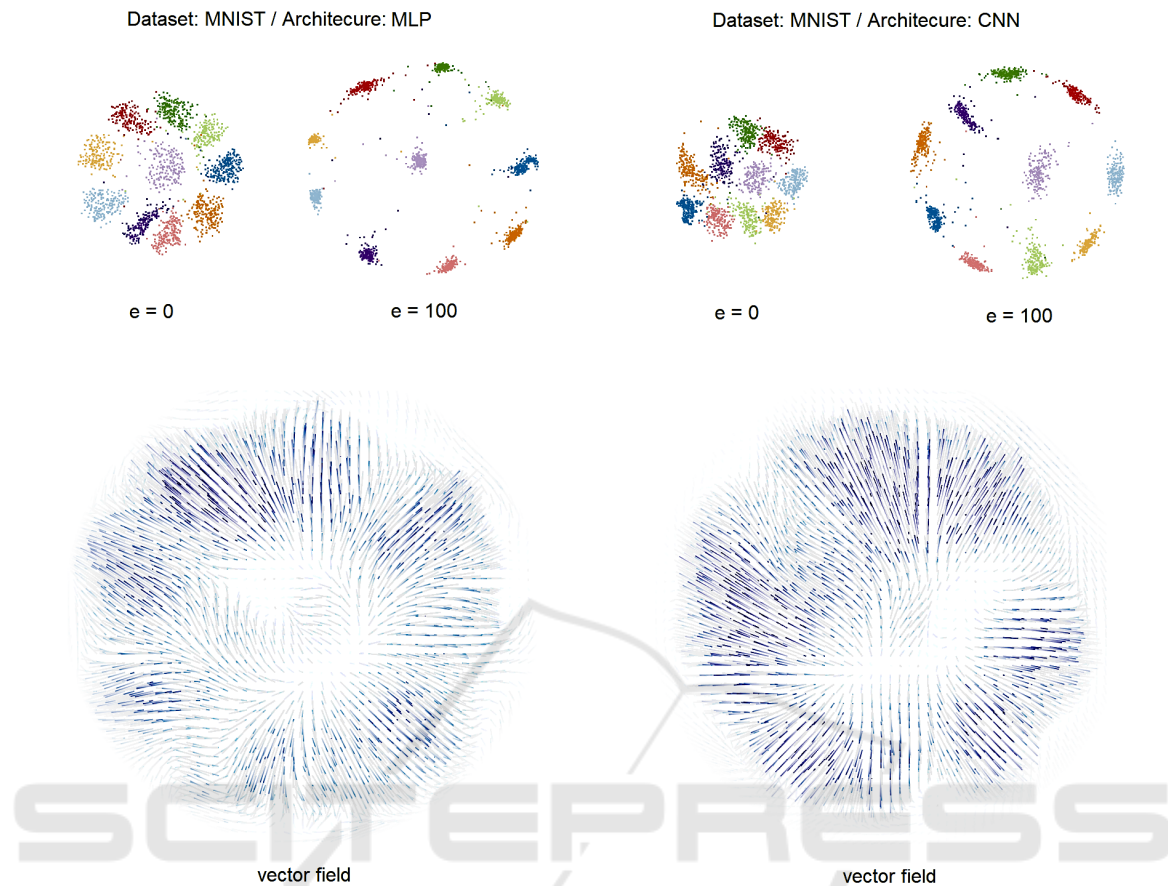 Dataset: MNIST / Architecure: MLP
Dataset: MNIST / Architecure: CNN
e = 0
e = 100
e = 0
e = 100
SCITEPRESS
vector field
vector field